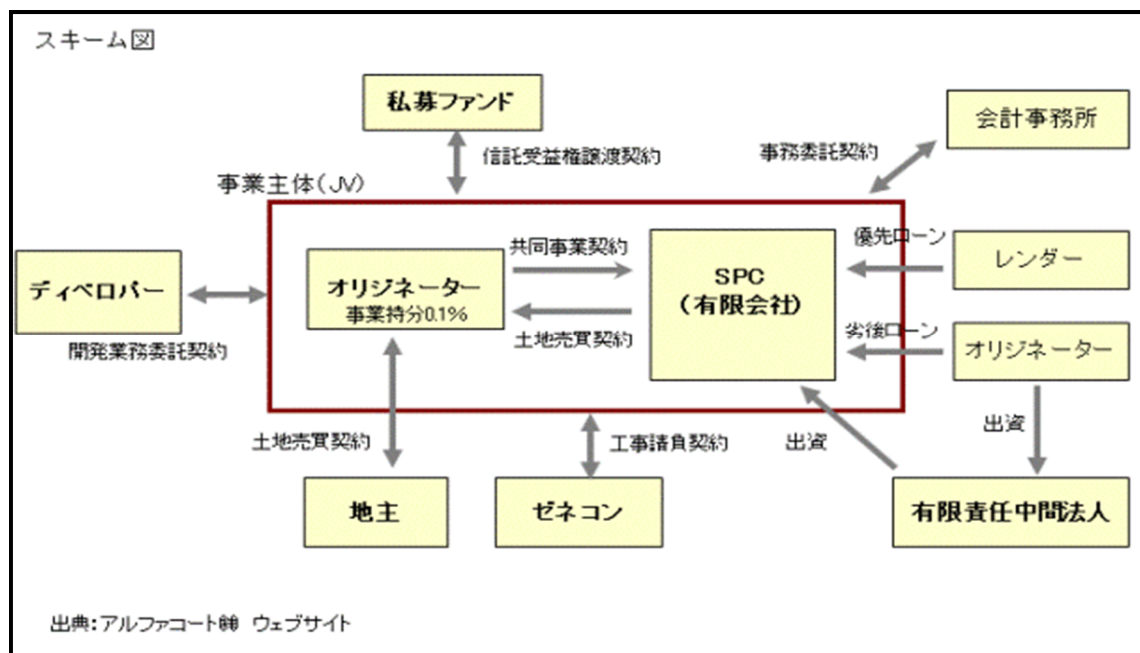 スキーム図
私募ファンド
会計事務所
信託受益権譲渡契約
事務委託契約
事業主体(JV)
共同事業契約
優先ローン
ディベロパー
オリジネーター
事業持分0.1%
SPC
(有限会社)
レンダー
土地売買契約
劣後ローン
オリジネーター
開発業務委託契約
土地売買契約
工事請負契約
出資
出資
地主
ゼネコン
有限責任中間法人
出典:アルファコート㈱ ウェブサイト